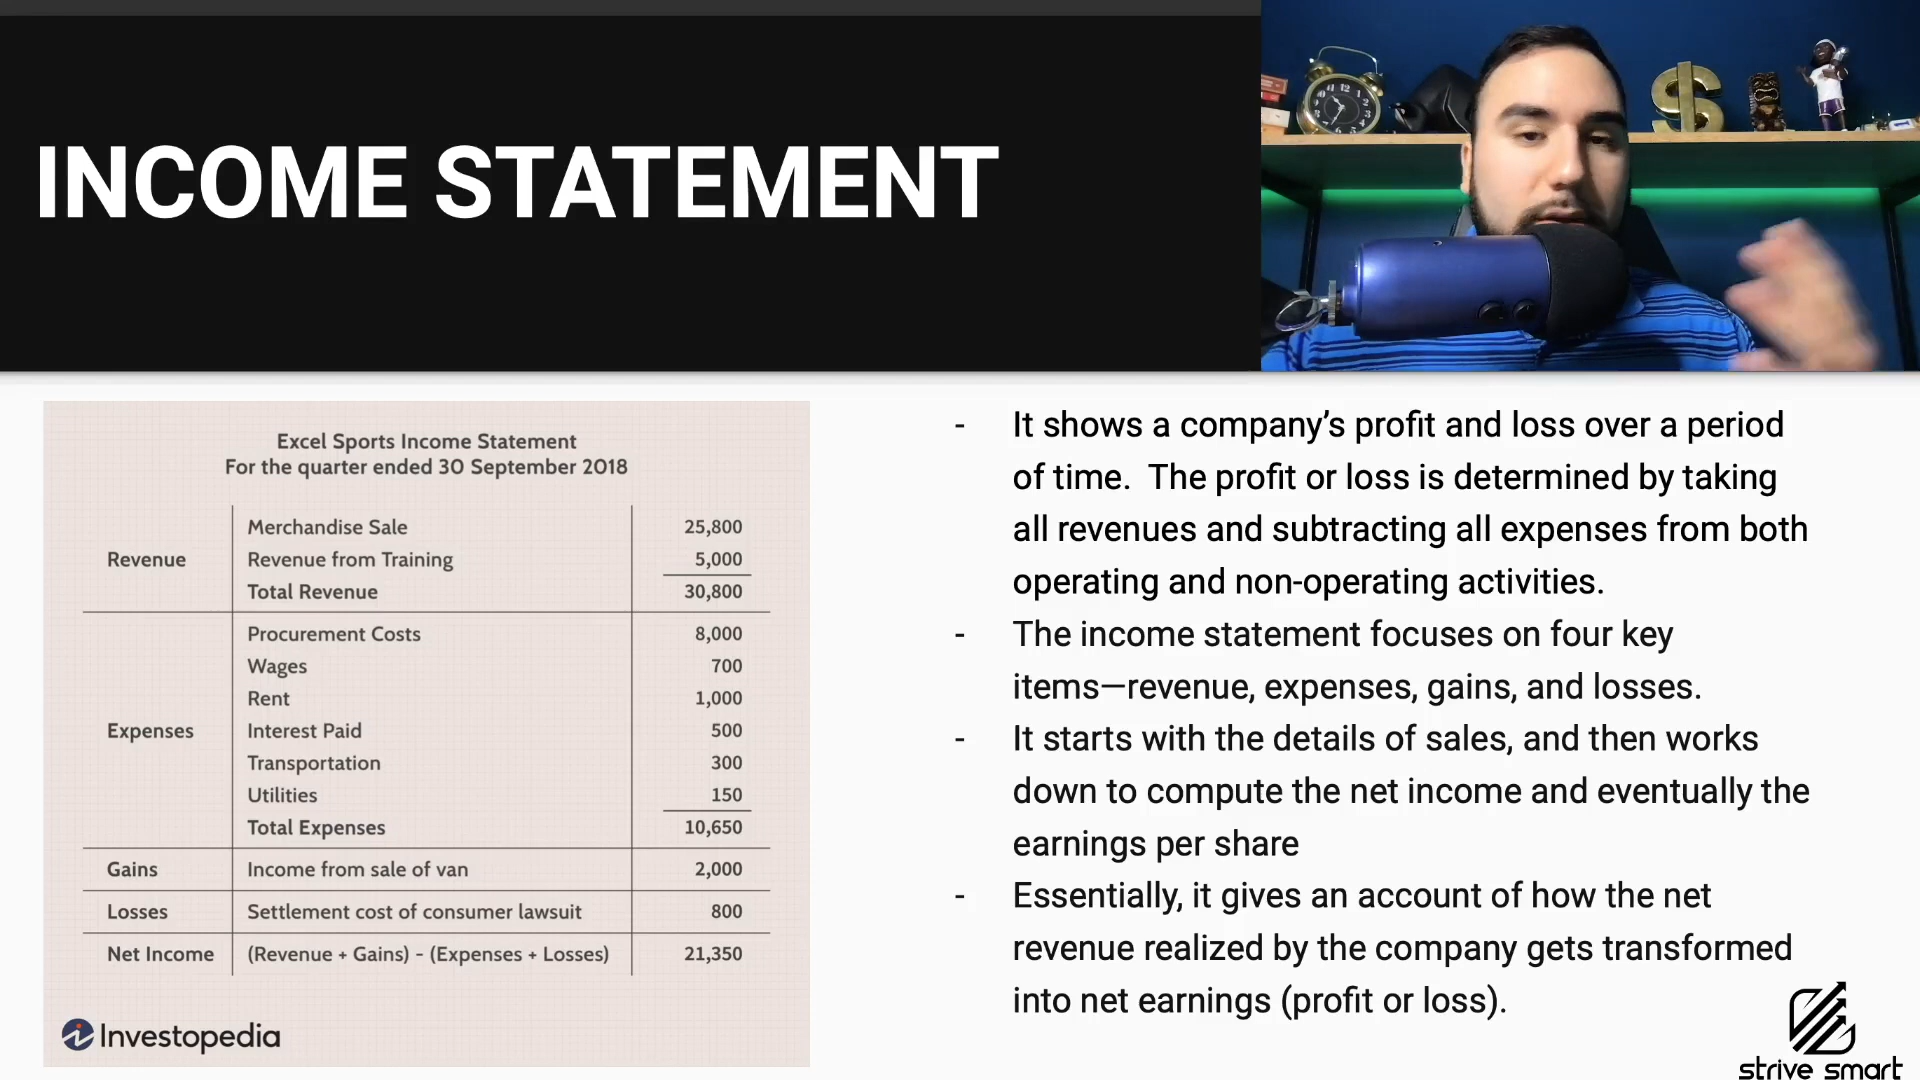 INCOME STATEMENT
Excel Sports Income Statement
For the quarter ended 30 September 2018
Revenue
Merchandise Sale 25,800
Revenue from Training 5,000
Total Revenue 30,800
Expenses
Procurement Costs 8,000
Wages 700
Rent 1,000
Interest Paid 500
Transportation 300
Utilities 150
Total Expenses 10,650
Gains Income from sale of van 2,000
Losses Settlement cost of consumer lawsuit 800
Net Income (Revenue + Gains) - (Expenses + Losses) 21,350
Investopedia
- It shows a company’s profit and loss over a period
of time.  The profit or loss is determined by taking
all revenues and subtracting all expenses from both
operating and non-operating activities.
- The income statement focuses on four key
items—revenue, expenses, gains, and losses.
- It starts with the details of sales, and then works
down to compute the net income and eventually the
earnings per share
- Essentially, it gives an account of how the net
revenue realized by the company gets transformed
into net earnings (profit or loss).
strive smart